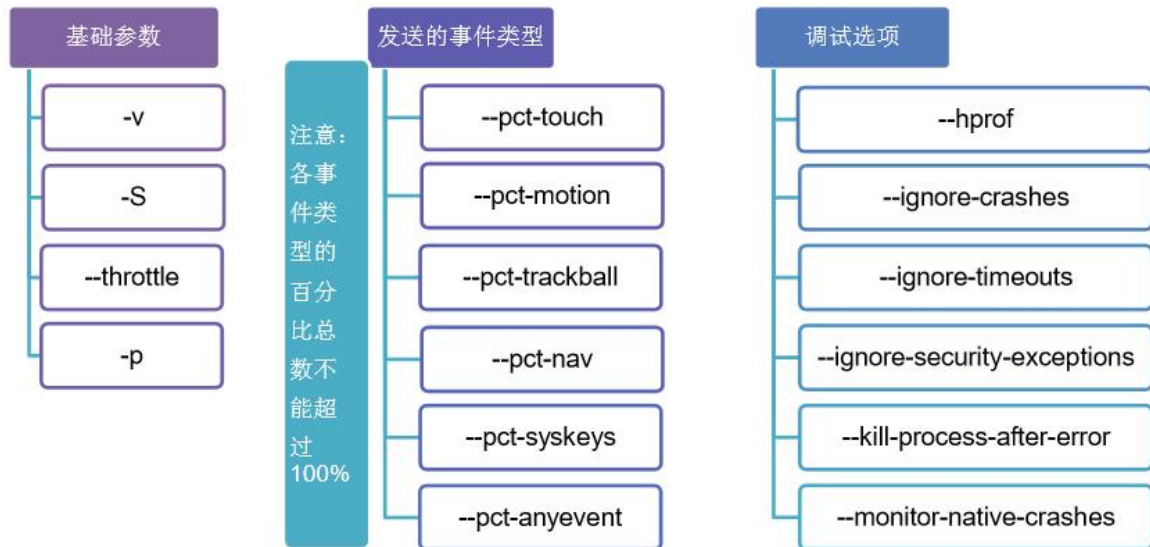 基础参数
-v
-S
--throttle
-p
发送的事件类型
注意：
各事
件类
型的
百分
比总
数不
能超
过
100%
--pct-touch
--pct-motion
--pct-trackball
--pct-nav
--pct-syskeys
--pct-anyevent
调试选项
--hprof
--ignore-crashes
--ignore-timeouts
--ignore-security-exceptions
--kill-process-after-error
--monitor-native-crashes